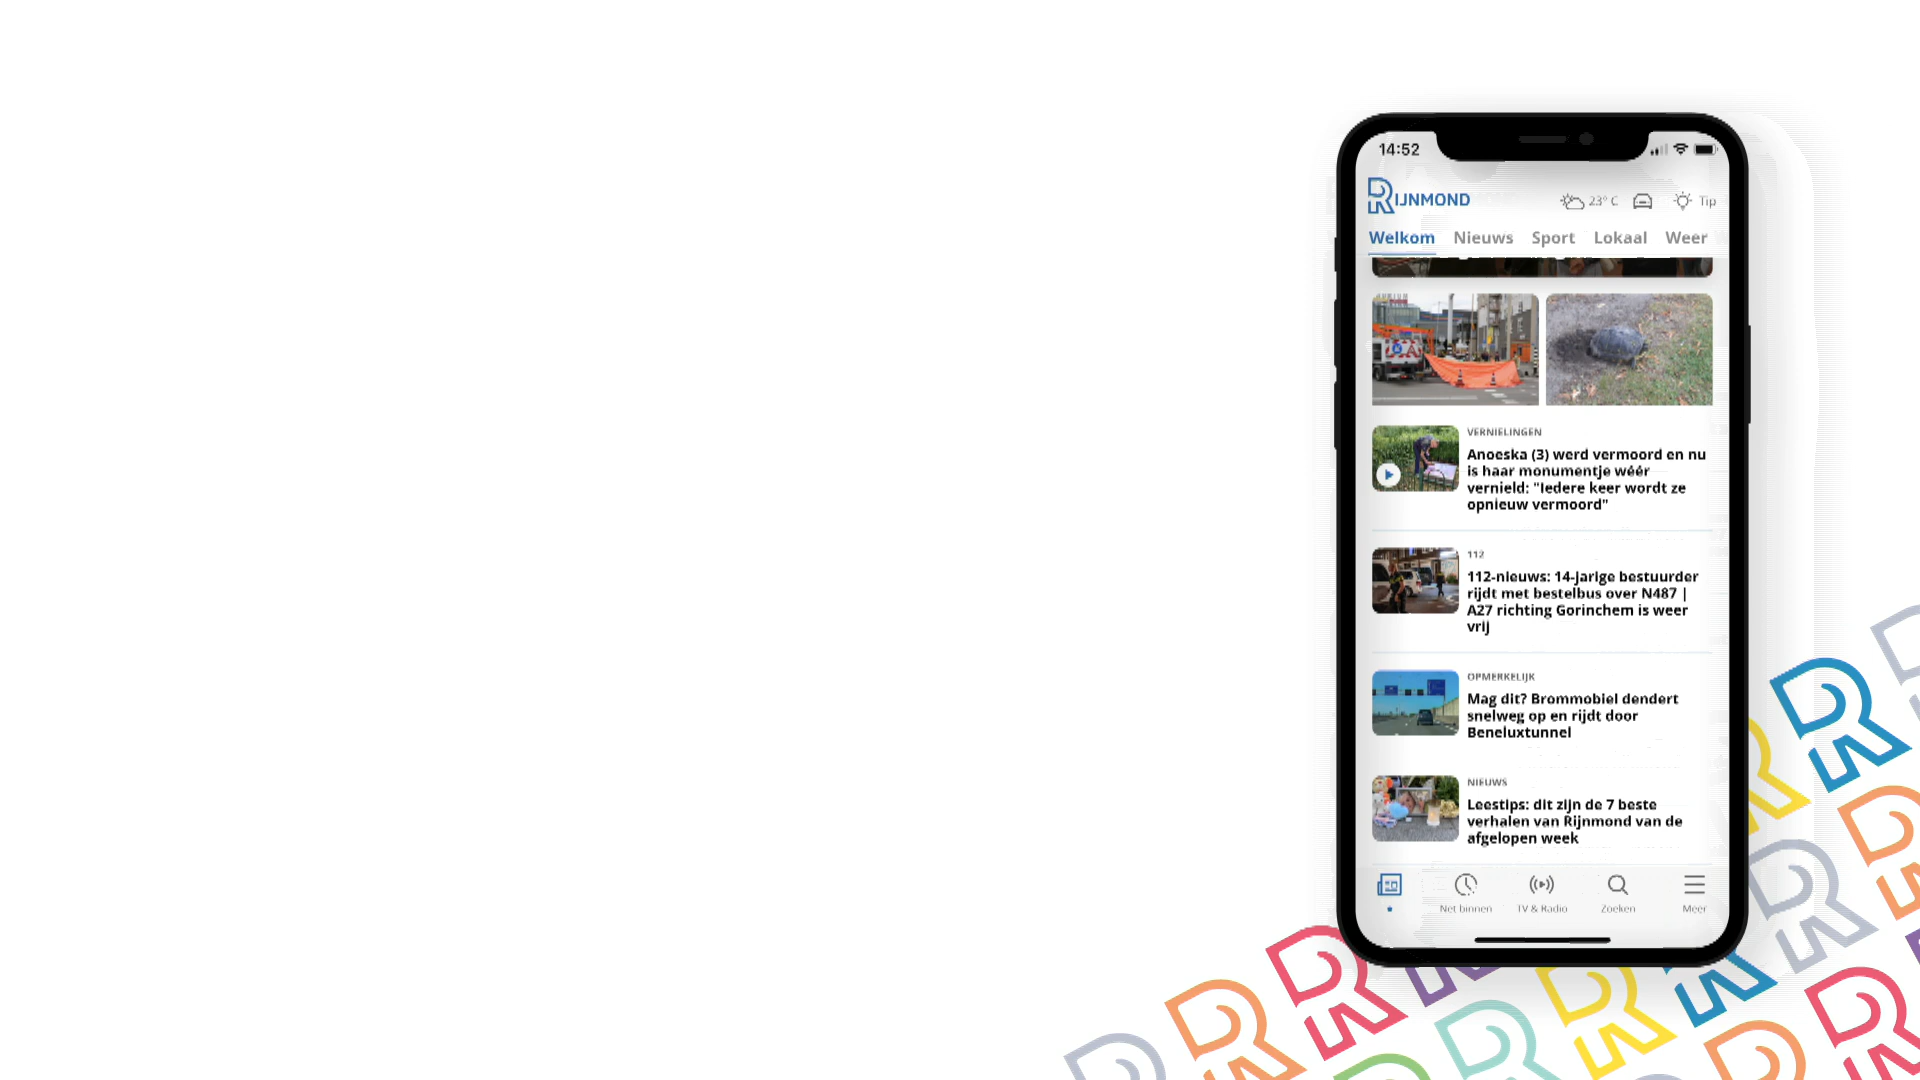 14:52
RIJNMOND
23° C
Tip
Welkom Nieuws Sport Lokaal Weer
VERNIELINGEN
Anoeska (3) werd vermoord en nu
is haar monumentje wéér
vernield: "Iedere keer wordt ze
opnieuw vermoord"
112
112-nieuws: 14-jarige bestuurder
rijdt met bestelbus over N487 |
A27 richting Gorinchem is weer
vrij
OPMERKELIJK
Mag dit? Brommobiel dendert
snelweg op en rijdt door
Beneluxtunnel
NIEUWS
Leestips: dit zijn de 7 beste
verhalen van Rijnmond van de
afgelopen week
Net binnen TV & Radio Zoeken Meer